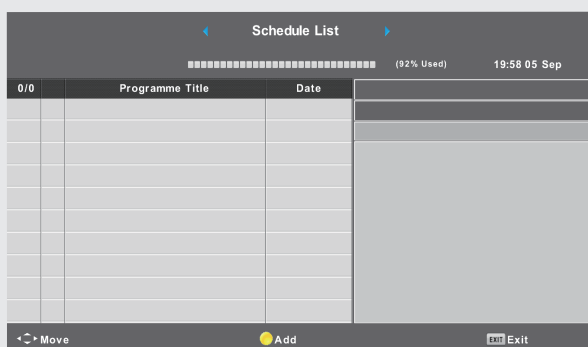 Schedule List
(92% Used) 19:58 05 Sep
0/0 Programme Title Date
Move Add EXIT Exit